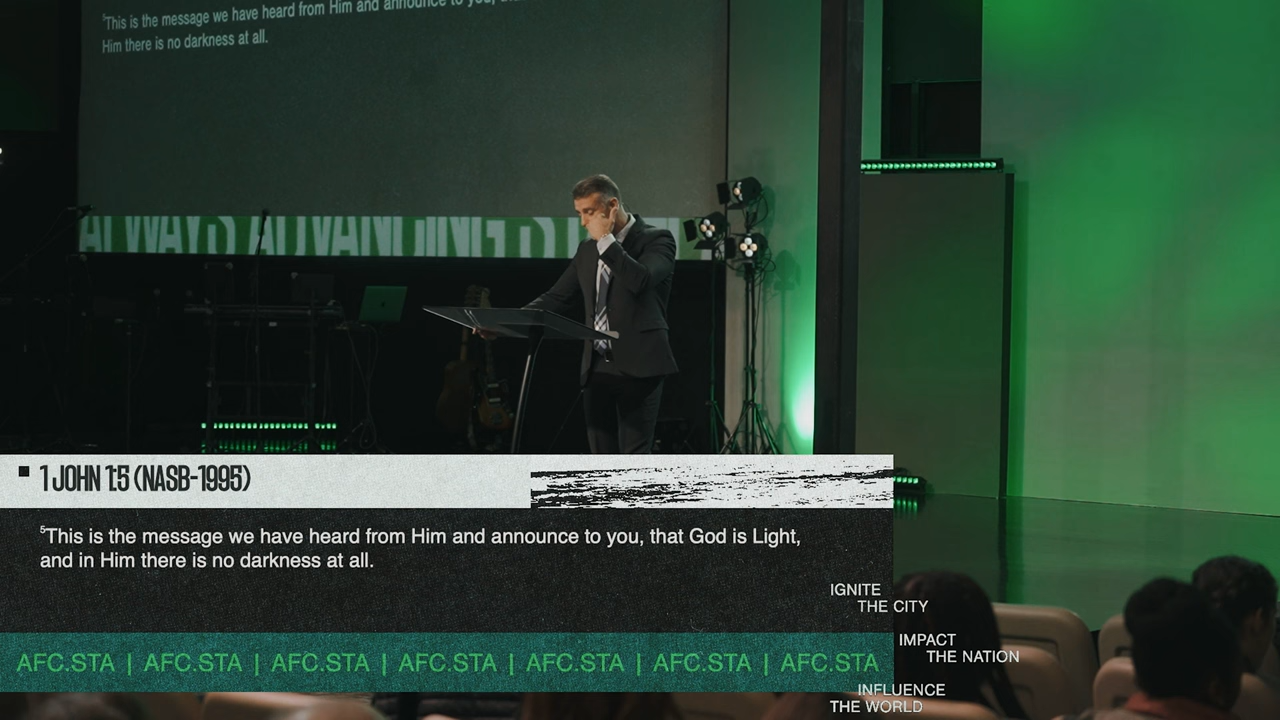 ⁵This is the message we have heard from Him and announce to you,
Him there is no darkness at all.
ALWAYS ADVANCING
1 JOHN 1:5 (NASB-1995)
⁵This is the message we have heard from Him and announce to you, that God is Light,
and in Him there is no darkness at all.
IGNITE
THE CITY
IMPACT
THE NATION
INFLUENCE
THE WORLD
AFC.STA | AFC.STA | AFC.STA | AFC.STA | AFC.STA | AFC.STA | AFC.STA